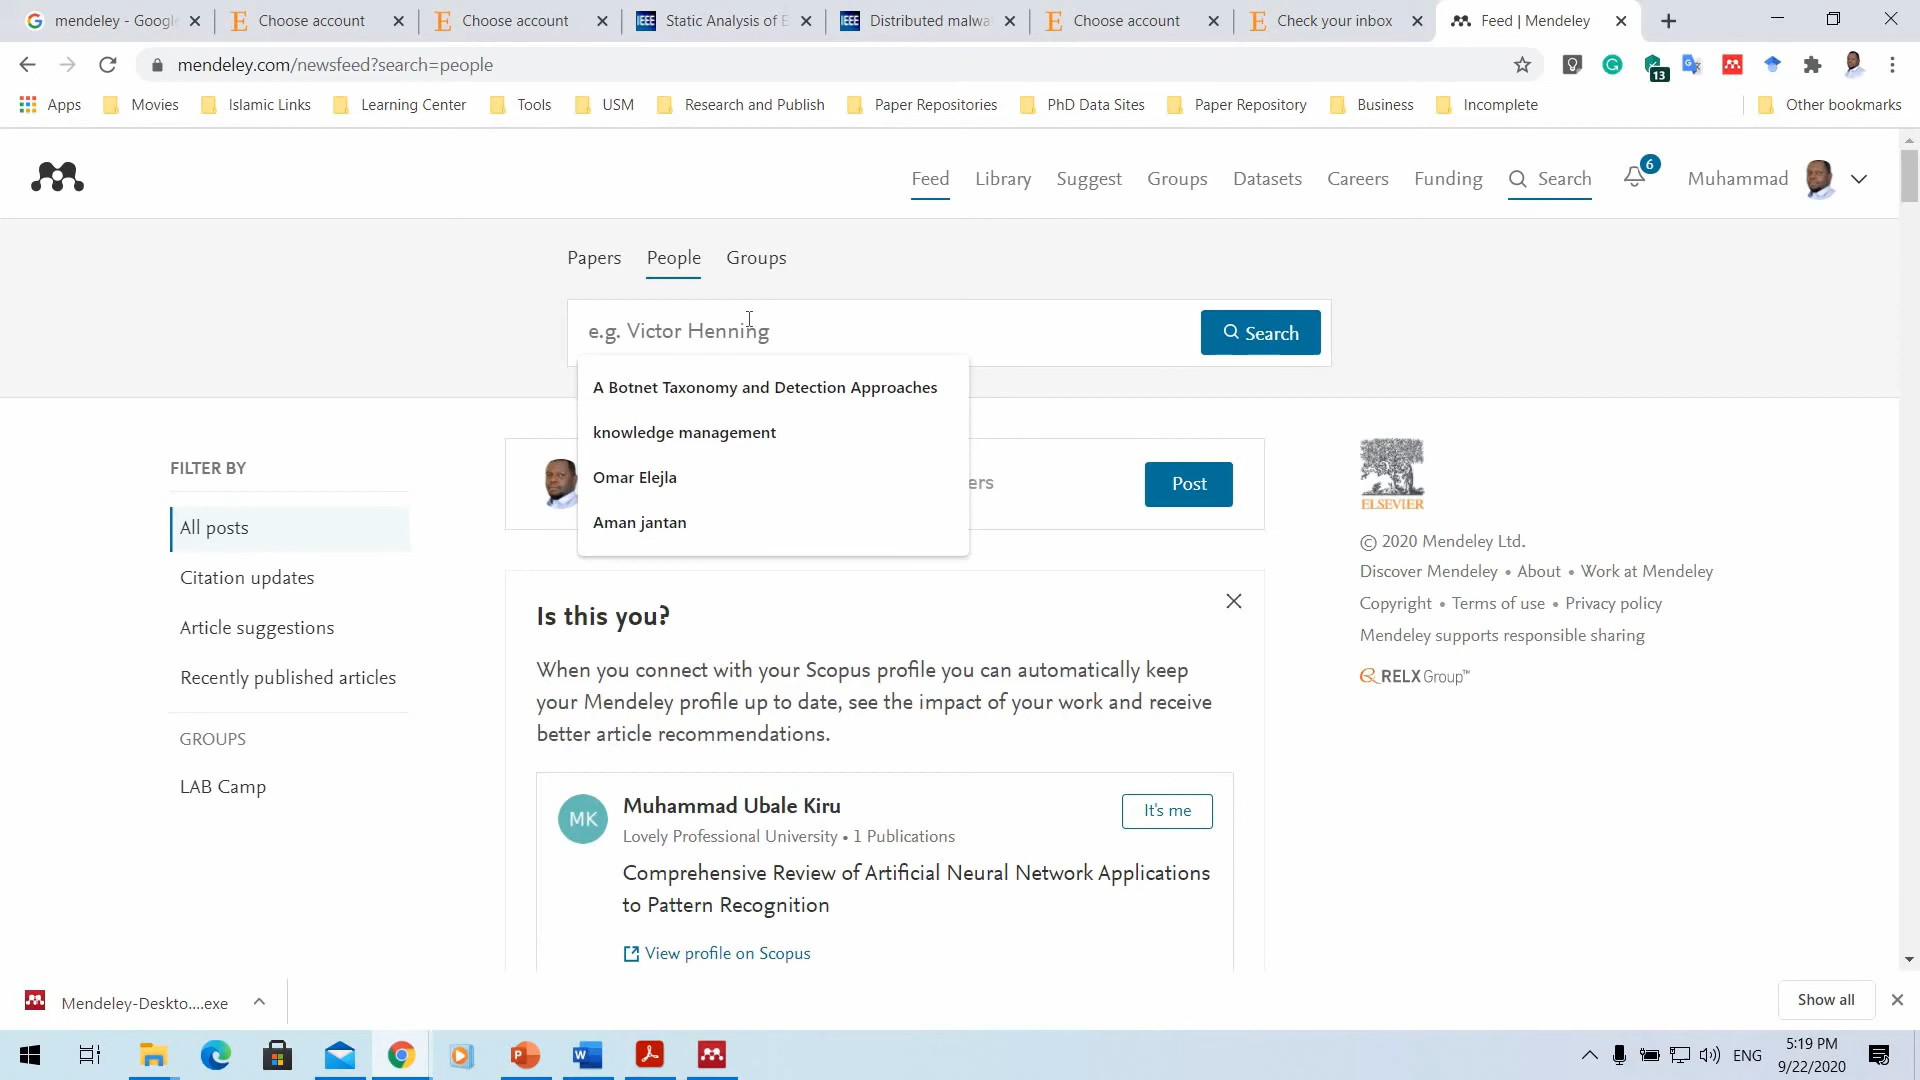 mendeley - Google
Choose account
Choose account
IEEE Static Analysis of E
IEEE Distributed malwa
Choose account
Check your inbox
Feed | Mendeley
mendeley.com/newsfeed?search=people
13
Apps
Movies
Islamic Links
Learning Center
Tools
USM
Research and Publish
Paper Repositories
PhD Data Sites
Paper Repository
Business
Incomplete
Other bookmarks
Feed
Library
Suggest
Groups
Datasets
Careers
Funding
Search
6
Muhammad
Papers
People
Groups
e.g. Victor Henning
Search
A Botnet Taxonomy and Detection Approaches
knowledge management
Omar Elejla
Aman jantan
ers
Post
FILTER BY
All posts
Citation updates
Article suggestions
Recently published articles
GROUPS
LAB Camp
Is this you?
When you connect with your Scopus profile you can automatically keep
your Mendeley profile up to date, see the impact of your work and receive
better article recommendations.
MK
Muhammad Ubale Kiru
Lovely Professional University • 1 Publications
It's me
Comprehensive Review of Artificial Neural Network Applications
to Pattern Recognition
View profile on Scopus
ELSEVIER
© 2020 Mendeley Ltd.
Discover Mendeley • About • Work at Mendeley
Copyright • Terms of use • Privacy policy
Mendeley supports responsible sharing
RELX Group™
Mendeley-Deskto....exe
Show all
ENG
5:19 PM
9/22/2020